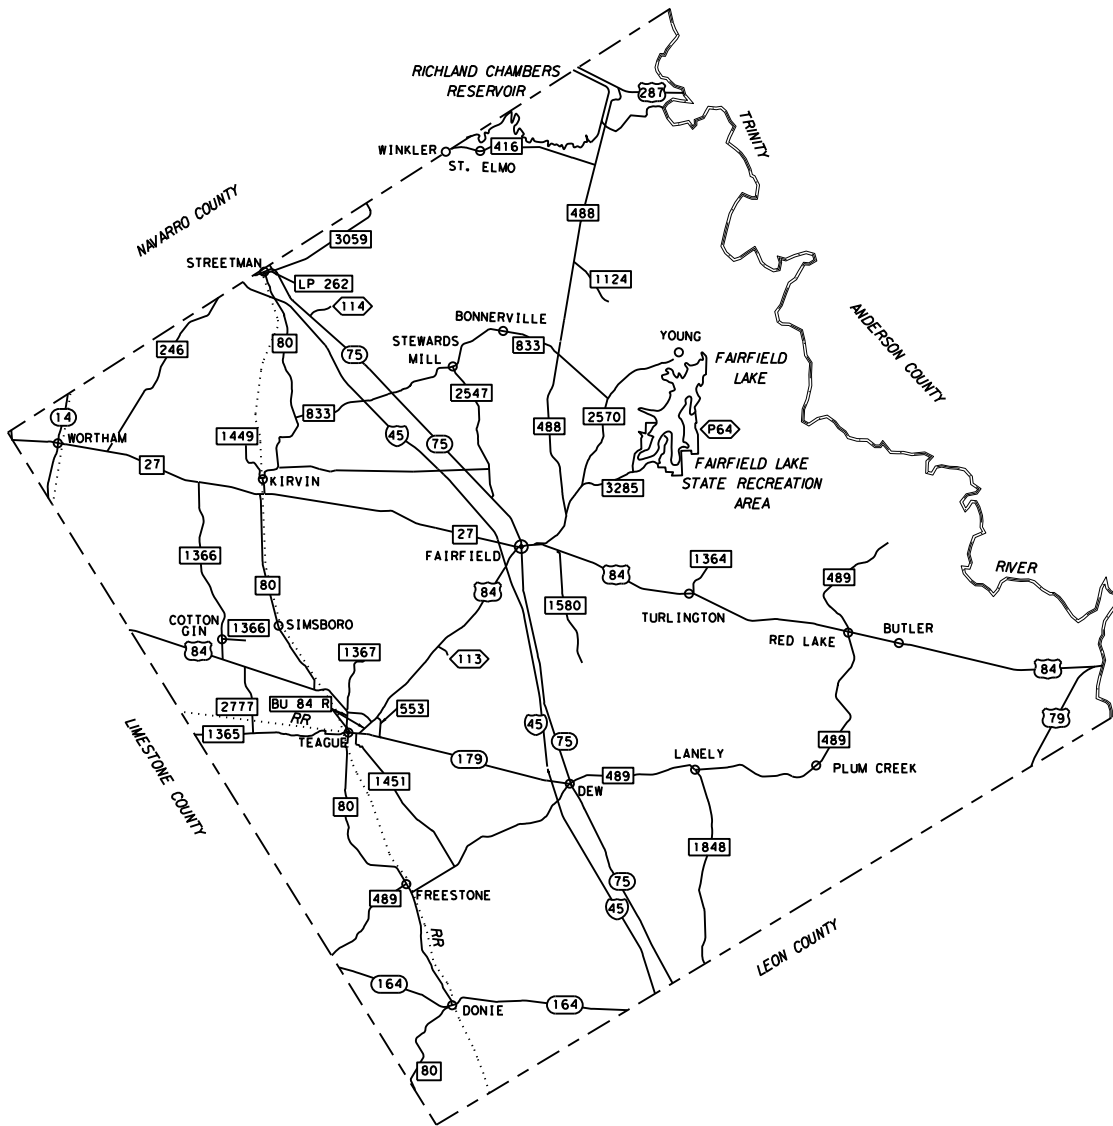 RICHLAND CHAMBERS
RESERVOIR
287
TRINITY
WINKLER
416
ST. ELMO
NAVARRO COUNTY
488
3059
STREETMAN
LP 262
1124
114
BONNERVILLE
ANDERSON COUNTY
80
STEWARDS
MILL
833
YOUNG
246
75
FAIRFIELD
LAKE
2547
14
833
2570
WORTHAM
1449
45
75
488
P64
27
KIRVIN
FAIRFIELD LAKE
STATE RECREATION
AREA
3285
27
FAIRFIELD
1366
1364
RIVER
80
84
84
489
1580
COTTON
GIN
1366
SIMSBORO
TURLINGTON
RED LAKE
BUTLER
84
1367
113
84
2777
BU 84 R
RR
553
LIMESTONE COUNTY
1365
TEAGUE
45
75
79
179
489
LANELY
489
PLUM CREEK
1451
DEW
80
1848
489
FREESTONE
75
45
RR
LEON COUNTY
164
DONIE
164
80